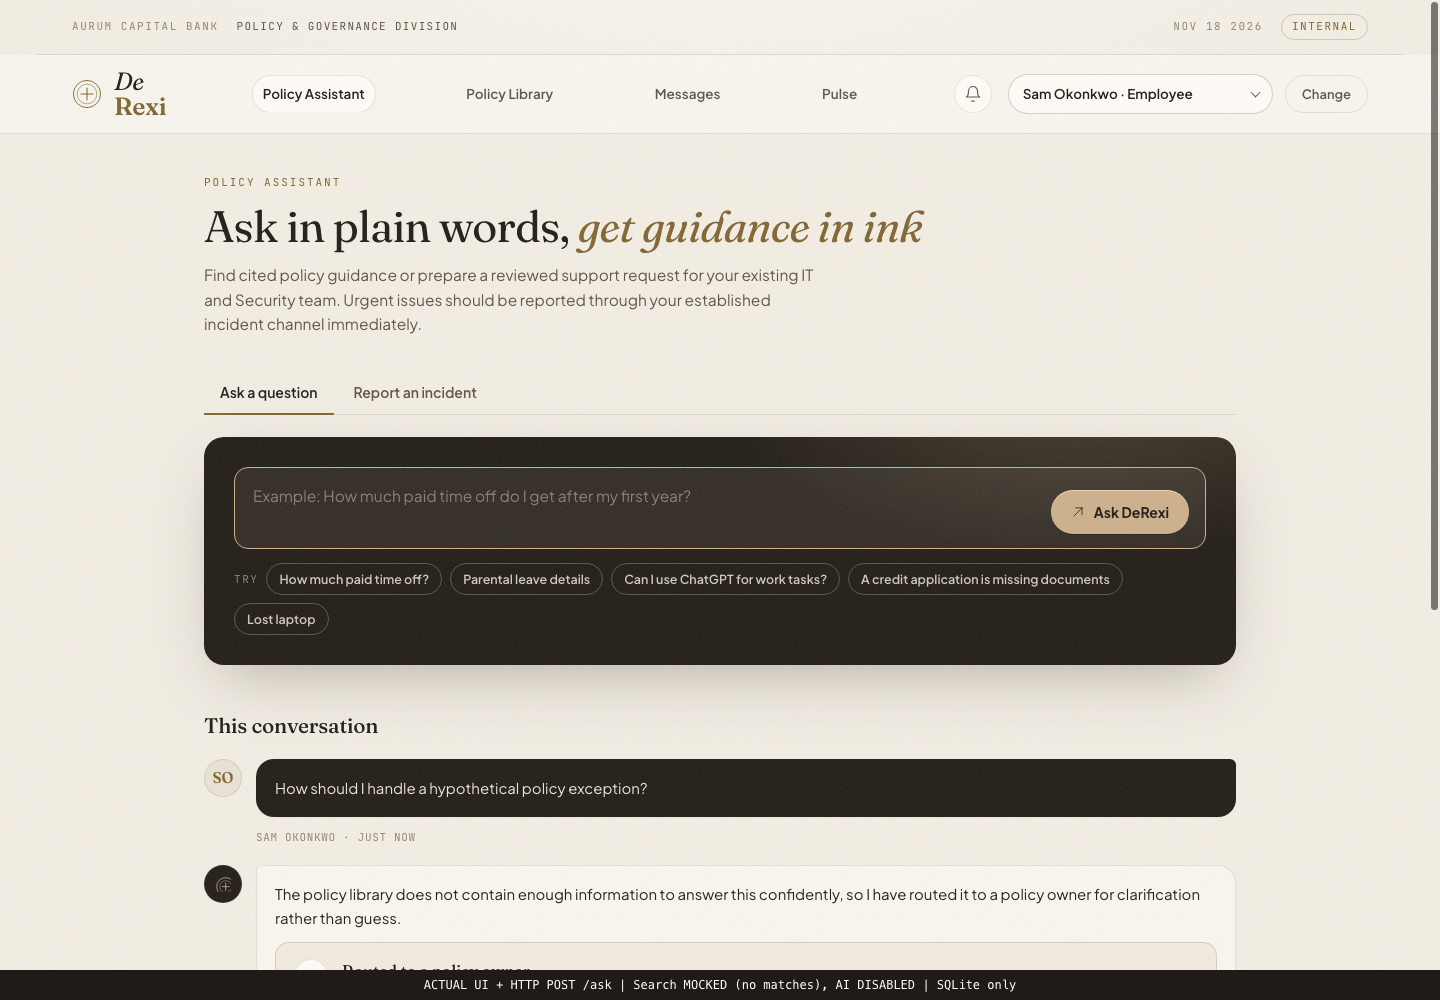 AURUM CAPITAL BANK POLICY & GOVERNANCE DIVISION NOV 18 2026 INTERNAL
De
Rexi
Policy Assistant Policy Library Messages Pulse Sam Okonkwo · Employee Change
POLICY ASSISTANT
Ask in plain words, get guidance in ink
Find cited policy guidance or prepare a reviewed support request for your existing IT
and Security team. Urgent issues should be reported through your established
incident channel immediately.
Ask a question Report an incident
Example: How much paid time off do I get after my first year?
Ask DeRexi
TRY How much paid time off? Parental leave details Can I use ChatGPT for work tasks? A credit application is missing documents
Lost laptop
This conversation
SO
How should I handle a hypothetical policy exception?
SAM OKONKWO · JUST NOW
The policy library does not contain enough information to answer this confidently, so I have routed it to a policy owner for clarification
rather than guess.
Routed to a policy owner
ACTUAL UI + HTTP POST /ask | Search MOCKED (no matches), AI DISABLED | SQLite only